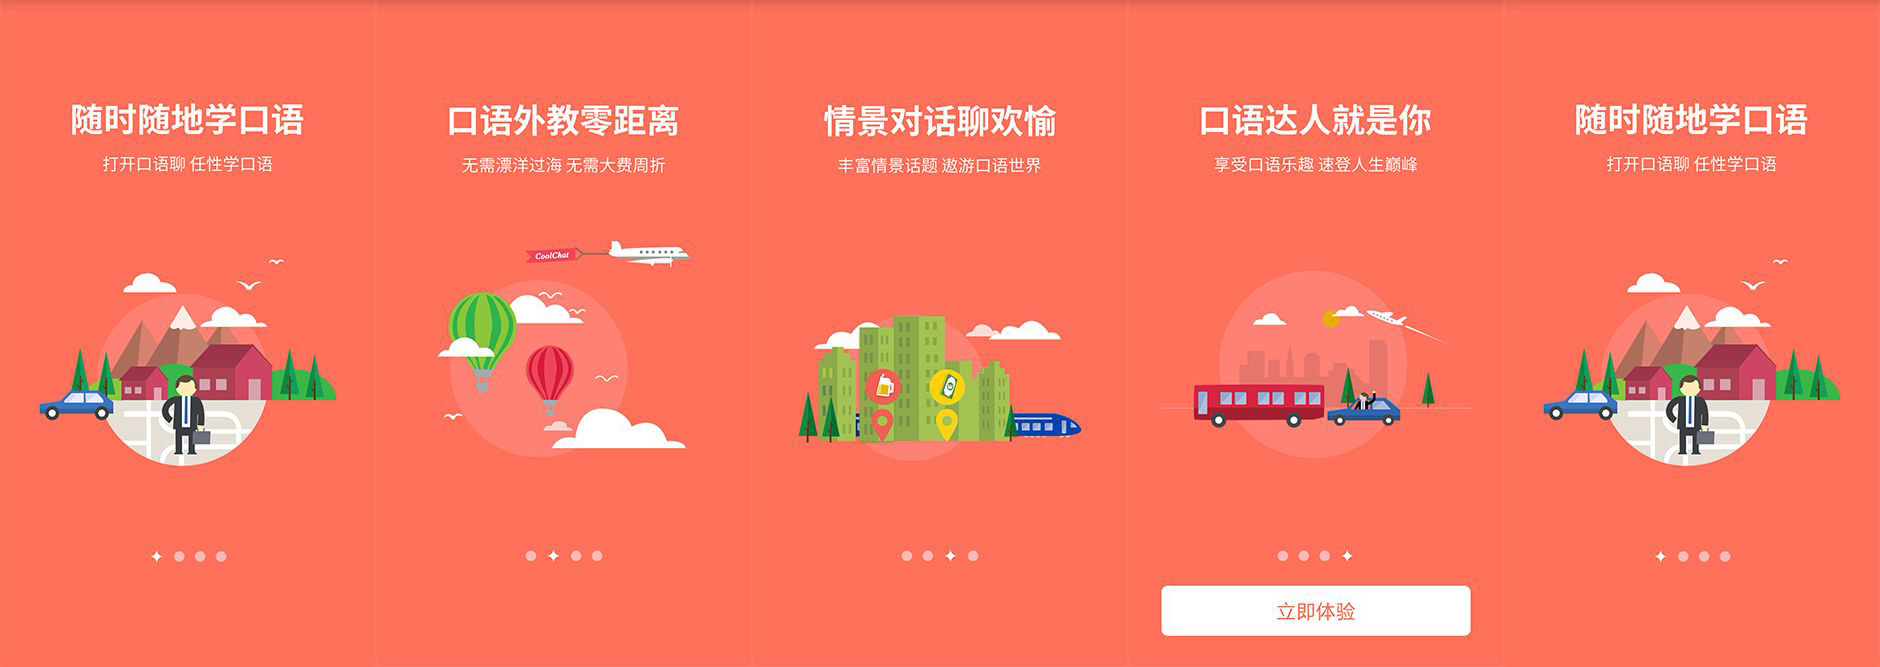 随时随地学口语
打开口语聊 任性学口语
口语外教零距离
无需漂洋过海 无需大费周折
CoolChat
情景对话聊欢愉
丰富情景话题 遨游口语世界
口语达人就是你
享受口语乐趣 速登人生巅峰
立即体验
随时随地学口语
打开口语聊 任性学口语